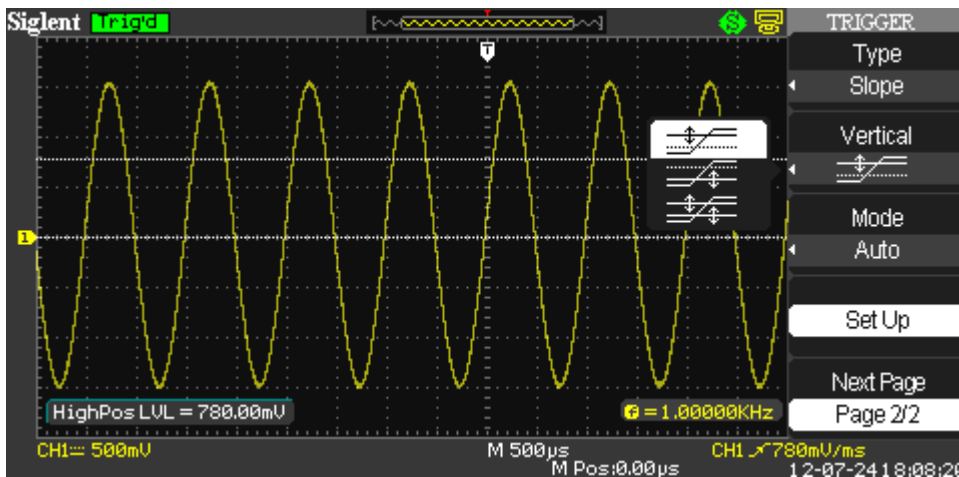 Siglent Trig'd
T
1
HighPos LVL = 780.00mV
f = 1.00000KHz
CH1 500mV
M 500µs
CH1 780mV/ms
M Pos:0.00µs
12-07-24 18:08:20
S
TRIGGER
Type
Slope
Vertical
Mode
Auto
Set Up
Next Page
Page 2/2